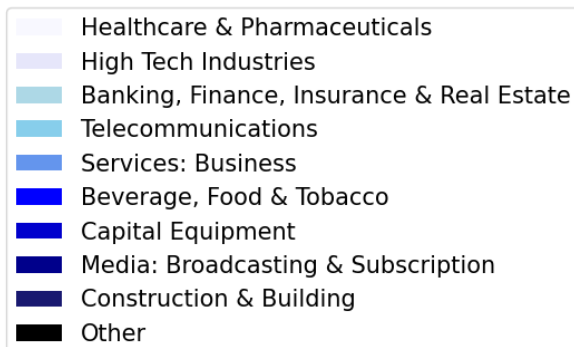 Healthcare & Pharmaceuticals
High Tech Industries
Banking, Finance, Insurance & Real Estate
Telecommunications
Services: Business
Beverage, Food & Tobacco
Capital Equipment
Media: Broadcasting & Subscription
Construction & Building
Other